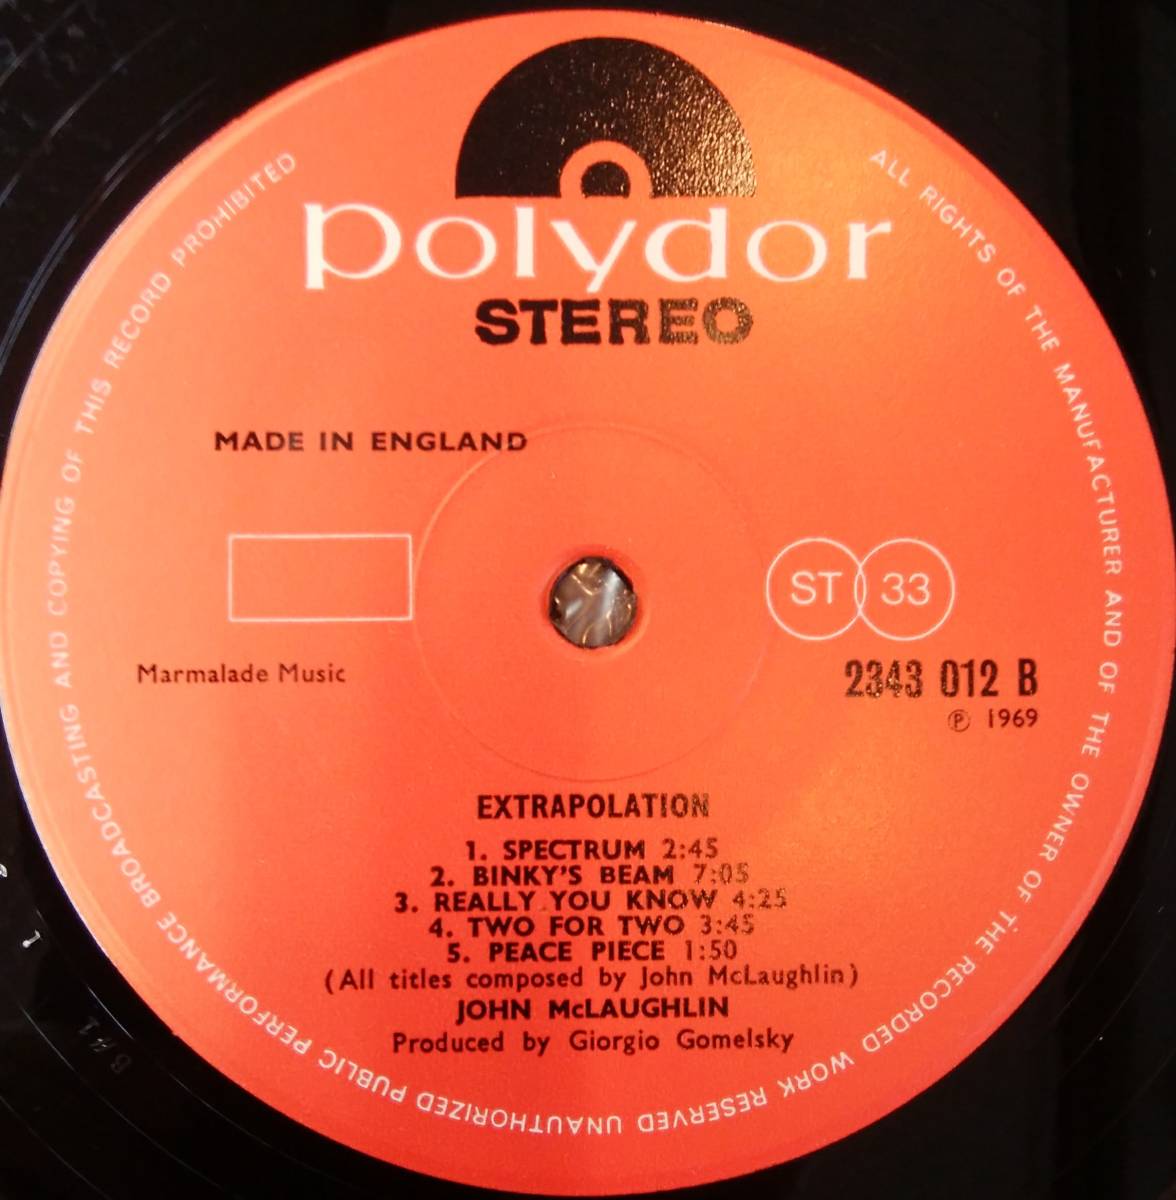 polydor
STEREO
MADE IN ENGLAND
ST 33
Marmalade Music
2343 012 B
℗ 1969
EXTRAPOLATION
1. SPECTRUM 2:45
2. BINKY'S BEAM 7:05
3. REALLY YOU KNOW 4:25
4. TWO FOR TWO 3:45
5. PEACE PIECE 1:50
(All titles composed by John McLaughlin)
JOHN McLAUGHLIN
Produced by Giorgio Gomelsky
ALL RIGHTS OF THE MANUFACTURER AND OF THE OWNER OF THE RECORDED WORK RESERVED UNAUTHORIZED PUBLIC PERFORMANCE BROADCASTING AND COPYING OF THIS RECORD PROHIBITED